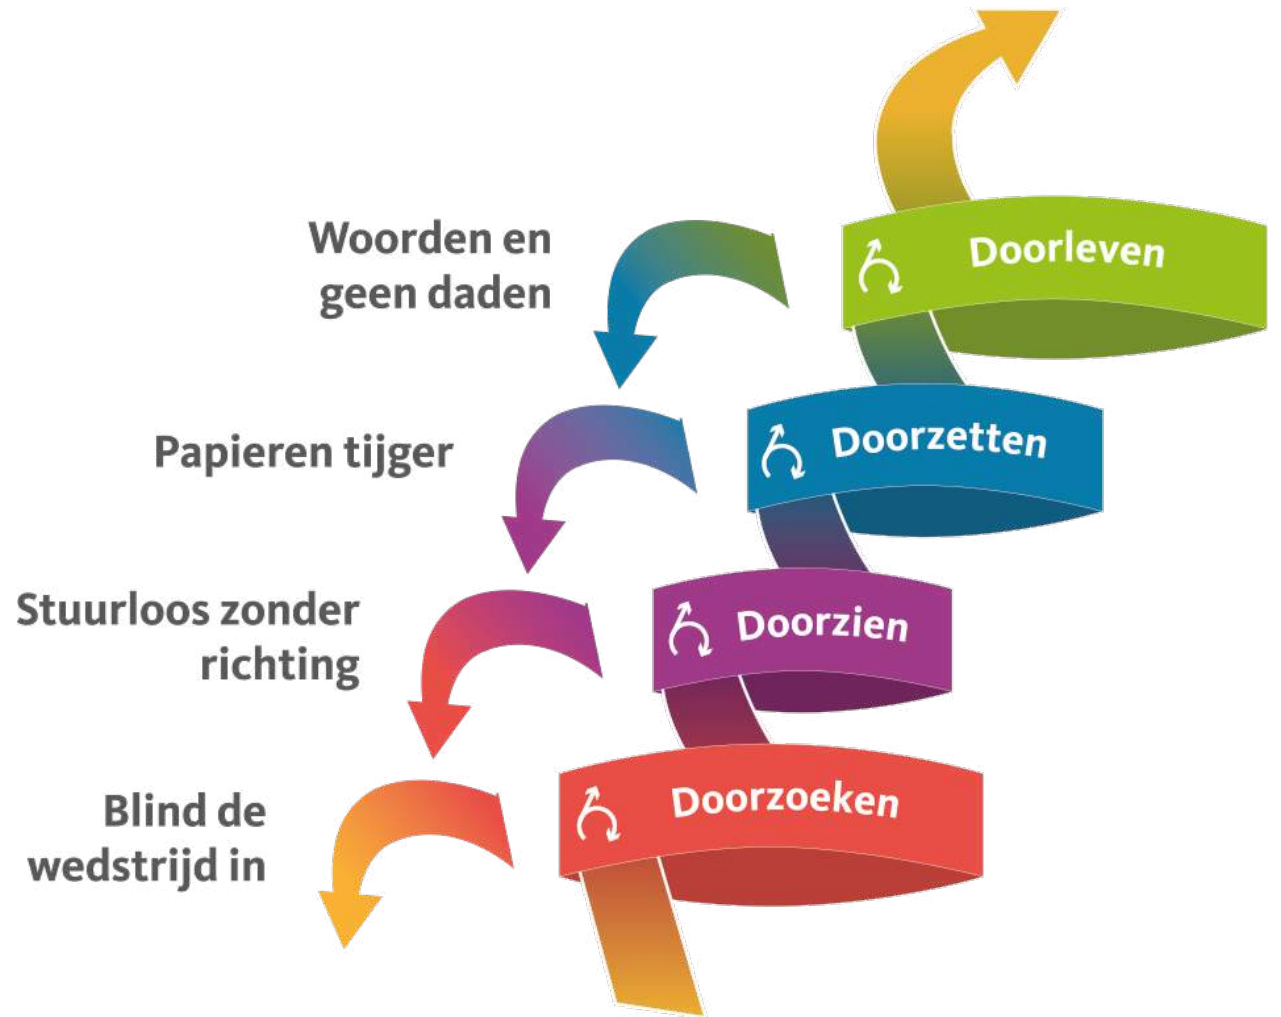 Woorden en
geen daden
Doorleven
Papieren tijger
Doorzetten
Stuurloos zonder
richting
Doorzien
Blind de
wedstrijd in
Doorzoeken